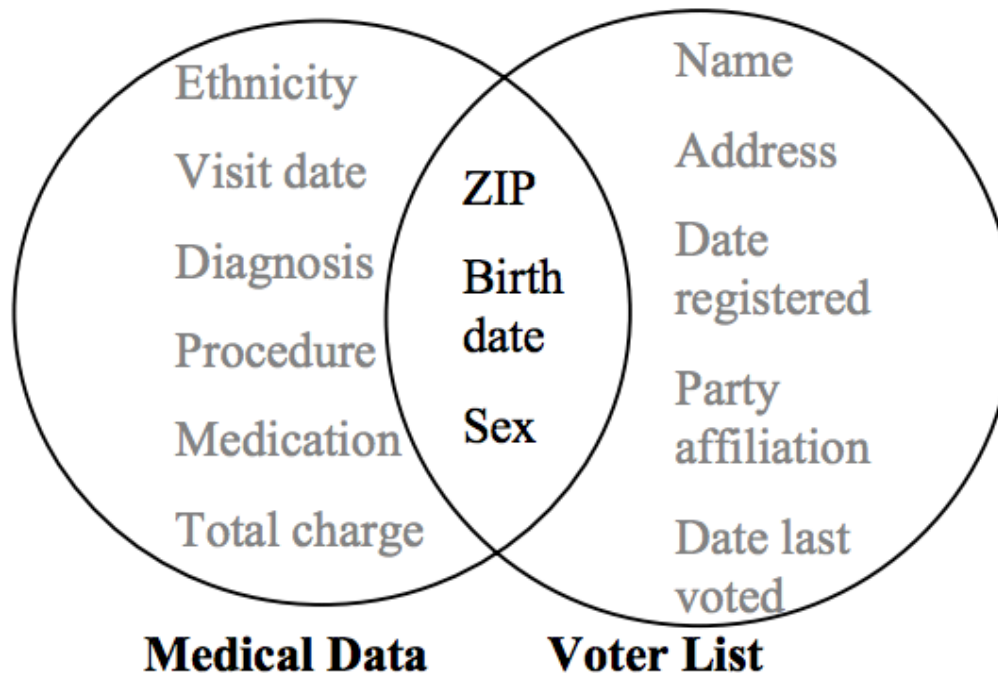 Ethnicity
Visit date
Diagnosis
Procedure
Medication
Total charge
ZIP
Birth
date
Sex
Name
Address
Date
registered
Party
affiliation
Date last
voted
Medical Data
Voter List